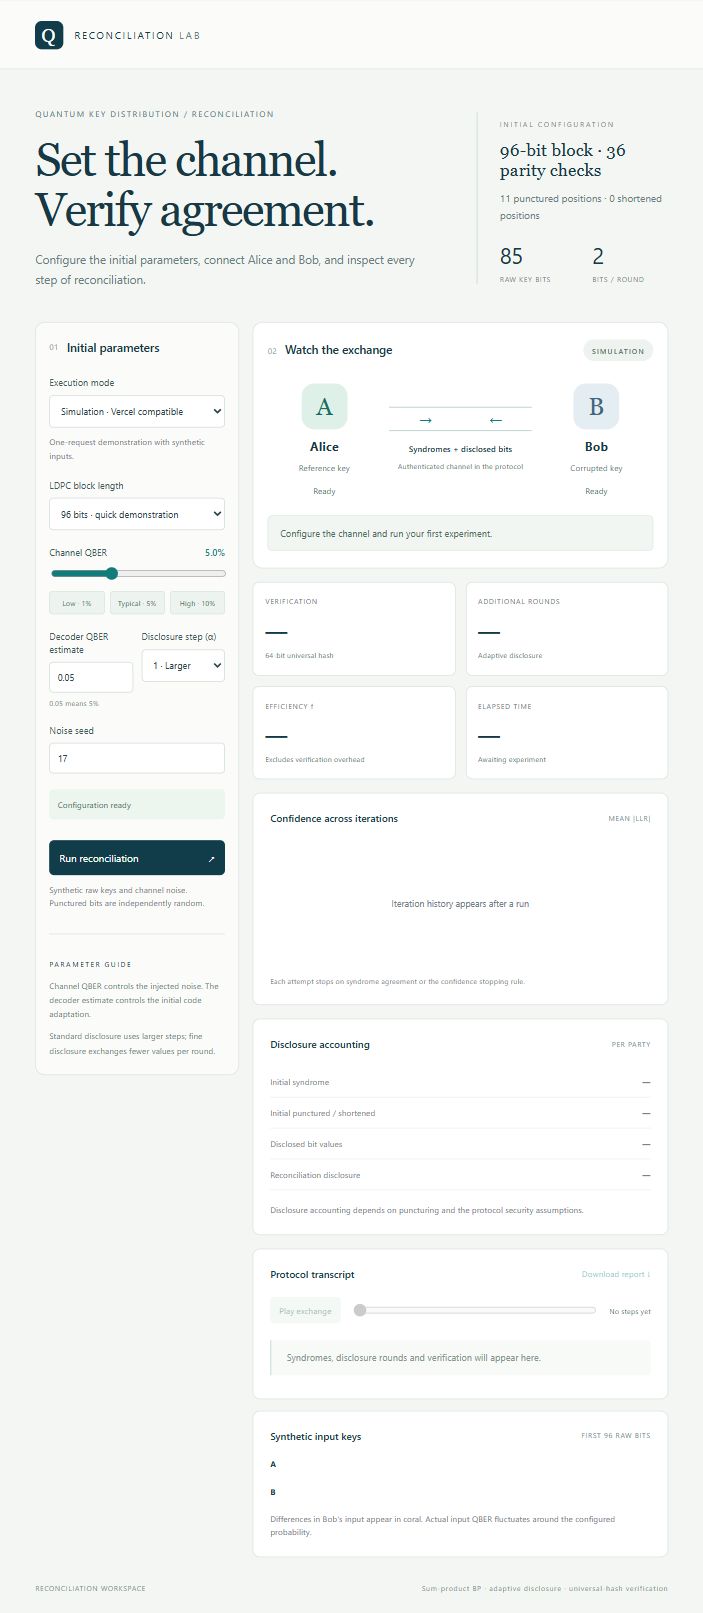 Q RECONCILIATION LAB
QUANTUM KEY DISTRIBUTION / RECONCILIATION
Set the channel.
Verify agreement.
Configure the initial parameters, connect Alice and Bob, and inspect every
step of reconciliation.
INITIAL CONFIGURATION
96-bit block · 36
parity checks
11 punctured positions · 0 shortened
positions
85
RAW KEY BITS
2
BITS / ROUND
01 Initial parameters
Execution mode
Simulation · Vercel compatible
One-request demonstration with synthetic
inputs.
LDPC block length
96 bits · quick demonstration
Channel QBER 5.0%
Low · 1%
Typical · 5%
High · 10%
Decoder QBER
estimate
0.05
0.05 means 5%
Disclosure step (α)
1 · Larger
Noise seed
17
Configuration ready
Run reconciliation ↗
Synthetic raw keys and channel noise.
Punctured bits are independently random.
PARAMETER GUIDE
Channel QBER controls the injected noise. The
decoder estimate controls the initial code
adaptation.
Standard disclosure uses larger steps; fine
disclosure exchanges fewer values per round.
02 Watch the exchange
SIMULATION
A
Alice
Reference key
Ready
→ ←
Syndromes + disclosed bits
Authenticated channel in the protocol
B
Bob
Corrupted key
Ready
Configure the channel and run your first experiment.
VERIFICATION
—
64-bit universal hash
ADDITIONAL ROUNDS
—
Adaptive disclosure
EFFICIENCY f
—
Excludes verification overhead
ELAPSED TIME
—
Awaiting experiment
Confidence across iterations MEAN |LLR|
Iteration history appears after a run
Each attempt stops on syndrome agreement or the confidence stopping rule.
Disclosure accounting PER PARTY
Initial syndrome —
Initial punctured / shortened —
Disclosed bit values —
Reconciliation disclosure —
Disclosure accounting depends on puncturing and the protocol security assumptions.
Protocol transcript Download report ↓
Play exchange No steps yet
Syndromes, disclosure rounds and verification will appear here.
Synthetic input keys FIRST 96 RAW BITS
A
B
Differences in Bob's input appear in coral. Actual input QBER fluctuates around the configured
probability.
RECONCILIATION WORKSPACE
Sum-product BP · adaptive disclosure · universal-hash verification